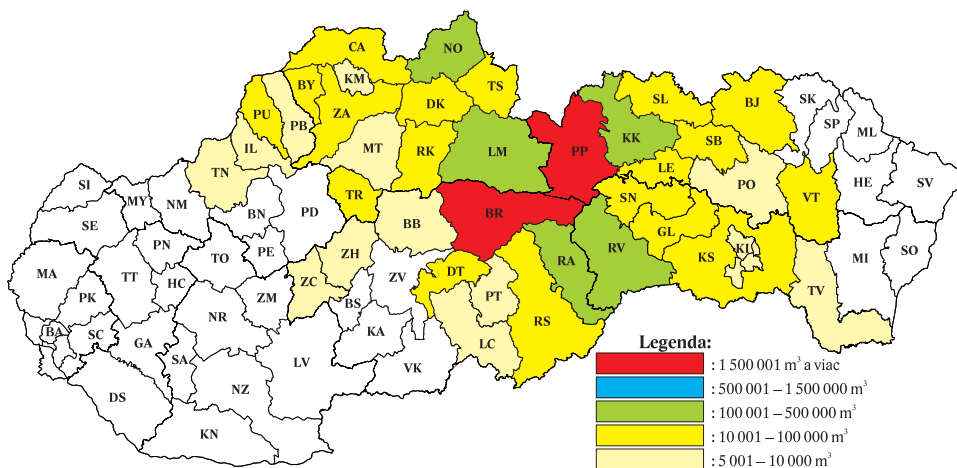 CA
NO
KM
BY
TS
PU
PB
ZA
DK
SL
BJ
SK
SP
ML
KK
SB
IL
MT
RK
LM
PP
LE
PO
HE
SV
TN
SI
MY
NM
BN
PD
TR
BB
BR
SN
VT
SE
PN
TO
PE
ZH
ZV
RA
RV
GL
KS
KI
MI
SO
MA
TT
HC
ZM
ZC
BS
DT
PT
TV
PK
NR
KA
RS
BA
SC
GA
SA
LV
VK
LC
DS
NZ
KN
Legenda:
: 1 500 001 m³ a viac
: 500 001 – 1 500 000 m³
: 100 001 – 500 000 m³
: 10 001 – 100 000 m³
: 5 001 – 10 000 m³